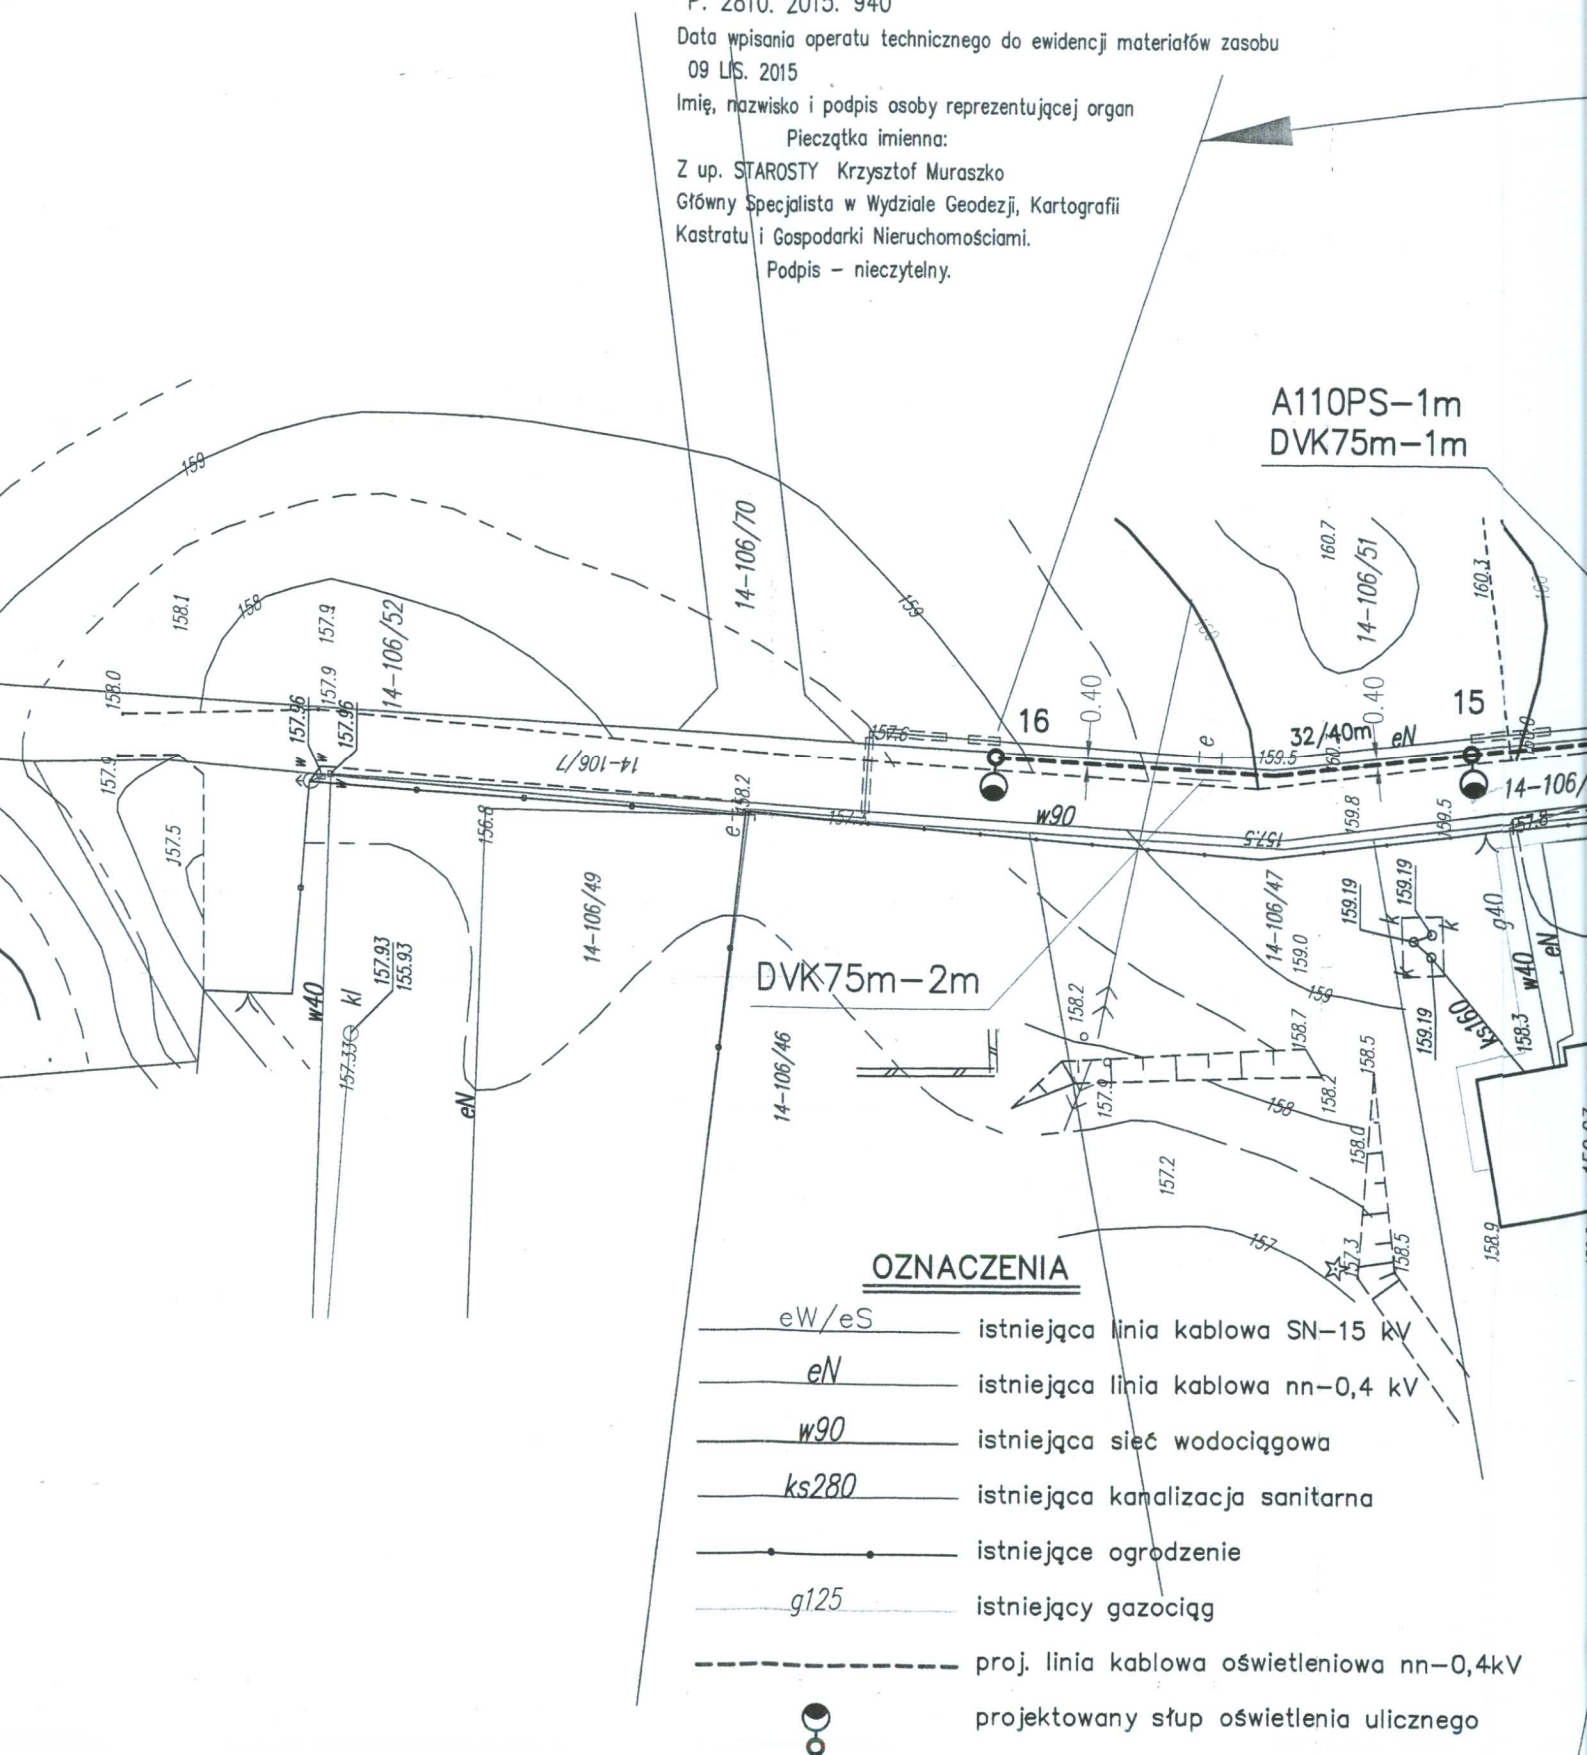 P. 2810. 2015. 940
Data wpisania operatu technicznego do ewidencji materiałów zasobu
09 LIS. 2015
Imię, nazwisko i podpis osoby reprezentującej organ
Pieczątka imienna:
Z up. STAROSTY Krzysztof Muraszko
Główny Specjalista w Wydziale Geodezji, Kartografii
Kastratu i Gospodarki Nieruchomościami.
Podpis – nieczytelny.
A110PS–1m
DVK75m–1m
159
14–106/70
160.7
14–106/51
160.3
160
158.1
158
157.9
14–106/52
159
160
158.0
157.9
157.96
157.96
16
0.40
0.40
15
157.6
e
32/40m
eN
159.5
w
w
w
157.9
14–106/7
158.2
e
w90
157.5
159.8
159.5
14–106/
157.8
157.5
156.8
14–106/49
14–106/47
159.0
159.19
159.19
k
k
k
g40
w40
eN
w40
kl
157.93
155.93
157.33
DVK75m–2m
158.2
159
158.7
159.19
ks160
158.3
14–106/46
eN
157.9
158.5
158.2
158
158.0
157.2
157
157.3
158.5
158.9
OZNACZENIA
eW/eS istniejąca linia kablowa SN–15 kV
eN istniejąca linia kablowa nn–0,4 kV
w90 istniejąca sieć wodociągowa
ks280 istniejąca kanalizacja sanitarna
istniejące ogrodzenie
g125 istniejący gazociąg
proj. linia kablowa oświetleniowa nn–0,4kV
projektowany słup oświetlenia ulicznego